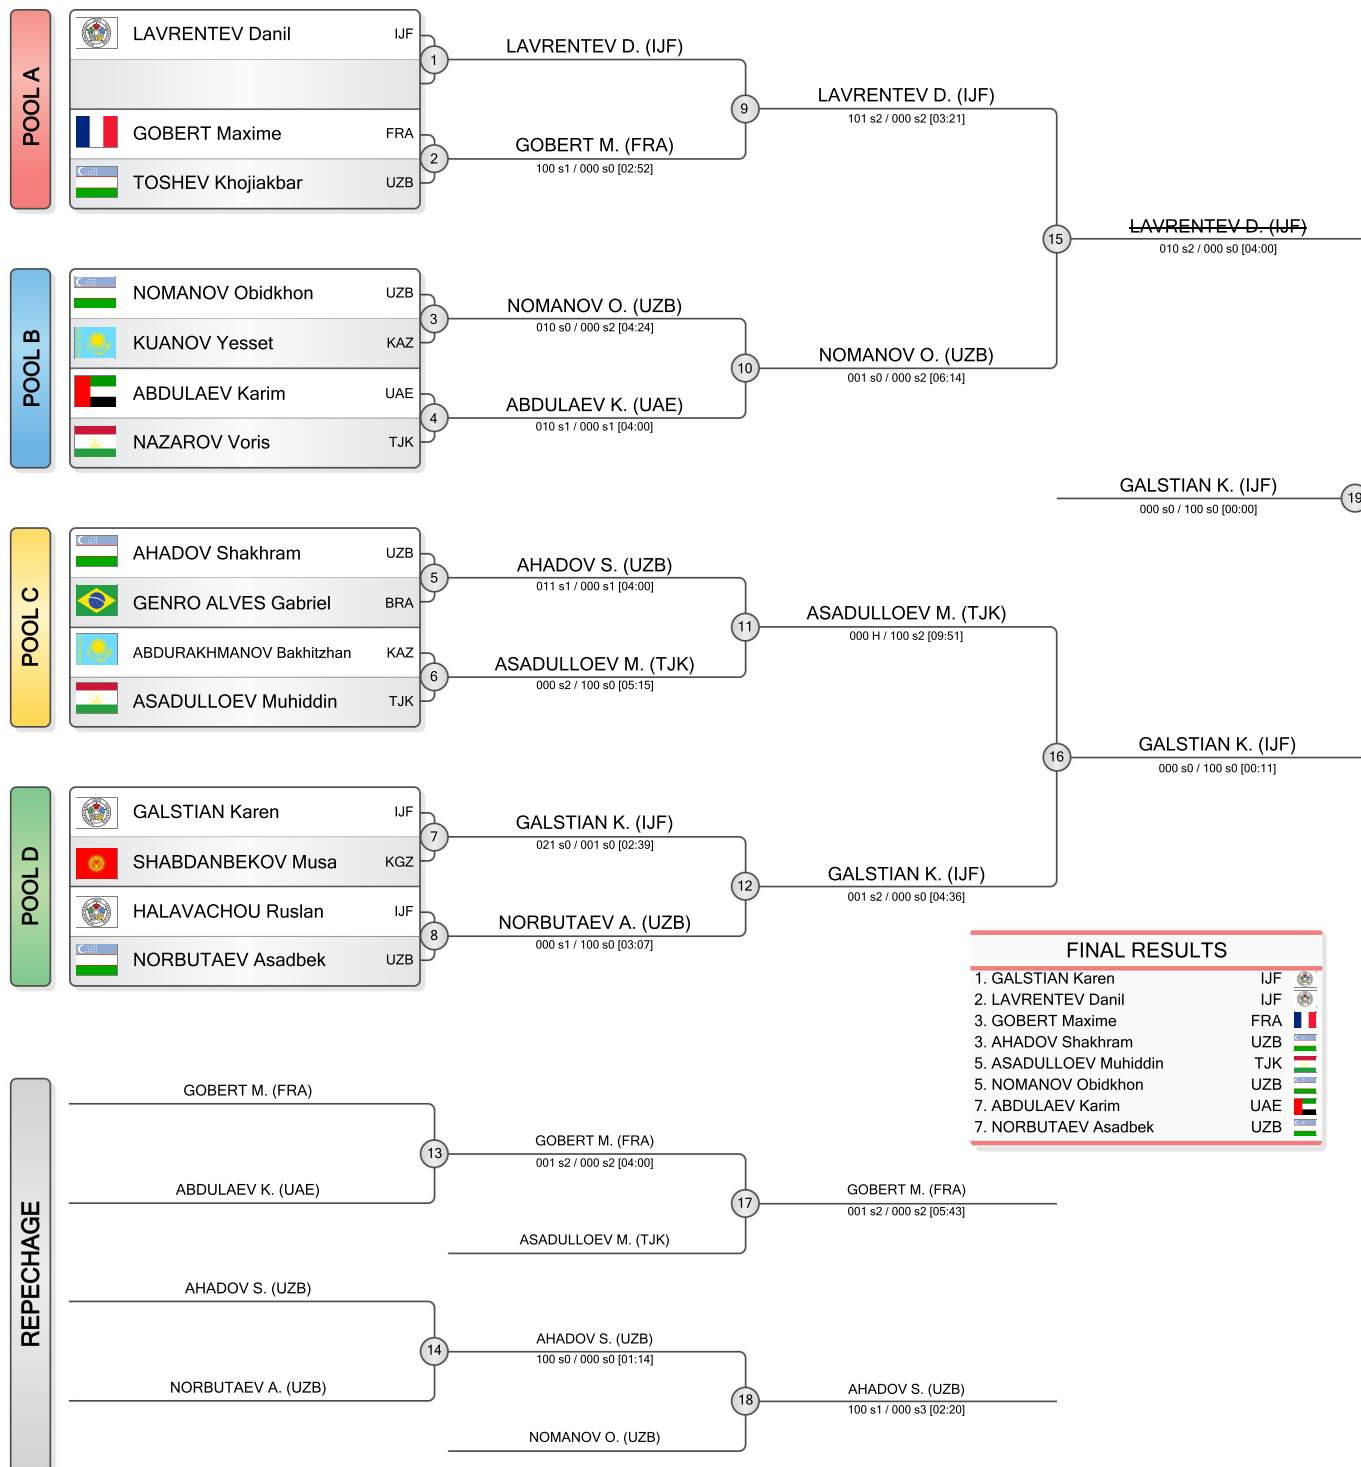 POOL A
LAVRENTEV Danil IJF
GOBERT Maxime FRA
TOSHEV Khojiakbar UZB
1
2
LAVRENTEV D. (IJF)
GOBERT M. (FRA)
100 s1 / 000 s0 [02:52]
9
LAVRENTEV D. (IJF)
101 s2 / 000 s2 [03:21]
POOL B
NOMANOV Obidkhon UZB
KUANOV Yesset KAZ
ABDULAEV Karim UAE
NAZAROV Voris TJK
3
4
NOMANOV O. (UZB)
010 s0 / 000 s2 [04:24]
ABDULAEV K. (UAE)
010 s1 / 000 s1 [04:00]
10
NOMANOV O. (UZB)
001 s0 / 000 s2 [06:14]
15
LAVRENTEV D. (IJF)
010 s2 / 000 s0 [04:00]
GALSTIAN K. (IJF)
000 s0 / 100 s0 [00:00]
19
POOL C
AHADOV Shakhram UZB
GENRO ALVES Gabriel BRA
ABDURAKHMANOV Bakhitzhan KAZ
ASADULLOEV Muhiddin TJK
5
6
AHADOV S. (UZB)
011 s1 / 000 s1 [04:00]
ASADULLOEV M. (TJK)
000 s2 / 100 s0 [05:15]
11
ASADULLOEV M. (TJK)
000 H / 100 s2 [09:51]
POOL D
GALSTIAN Karen IJF
SHABDANBEKOV Musa KGZ
HALAVACHOU Ruslan IJF
NORBUTAEV Asadbek UZB
7
8
GALSTIAN K. (IJF)
021 s0 / 001 s0 [02:39]
NORBUTAEV A. (UZB)
000 s1 / 100 s0 [03:07]
12
GALSTIAN K. (IJF)
001 s2 / 000 s0 [04:36]
16
GALSTIAN K. (IJF)
000 s0 / 100 s0 [00:11]
FINAL RESULTS
1. GALSTIAN Karen IJF
2. LAVRENTEV Danil IJF
3. GOBERT Maxime FRA
3. AHADOV Shakhram UZB
5. ASADULLOEV Muhiddin TJK
5. NOMANOV Obidkhon UZB
7. ABDULAEV Karim UAE
7. NORBUTAEV Asadbek UZB
REPECHAGE
GOBERT M. (FRA)
ABDULAEV K. (UAE)
13
GOBERT M. (FRA)
001 s2 / 000 s2 [04:00]
ASADULLOEV M. (TJK)
17
GOBERT M. (FRA)
001 s2 / 000 s2 [05:43]
AHADOV S. (UZB)
NORBUTAEV A. (UZB)
14
AHADOV S. (UZB)
100 s0 / 000 s0 [01:14]
NOMANOV O. (UZB)
18
AHADOV S. (UZB)
100 s1 / 000 s3 [02:20]